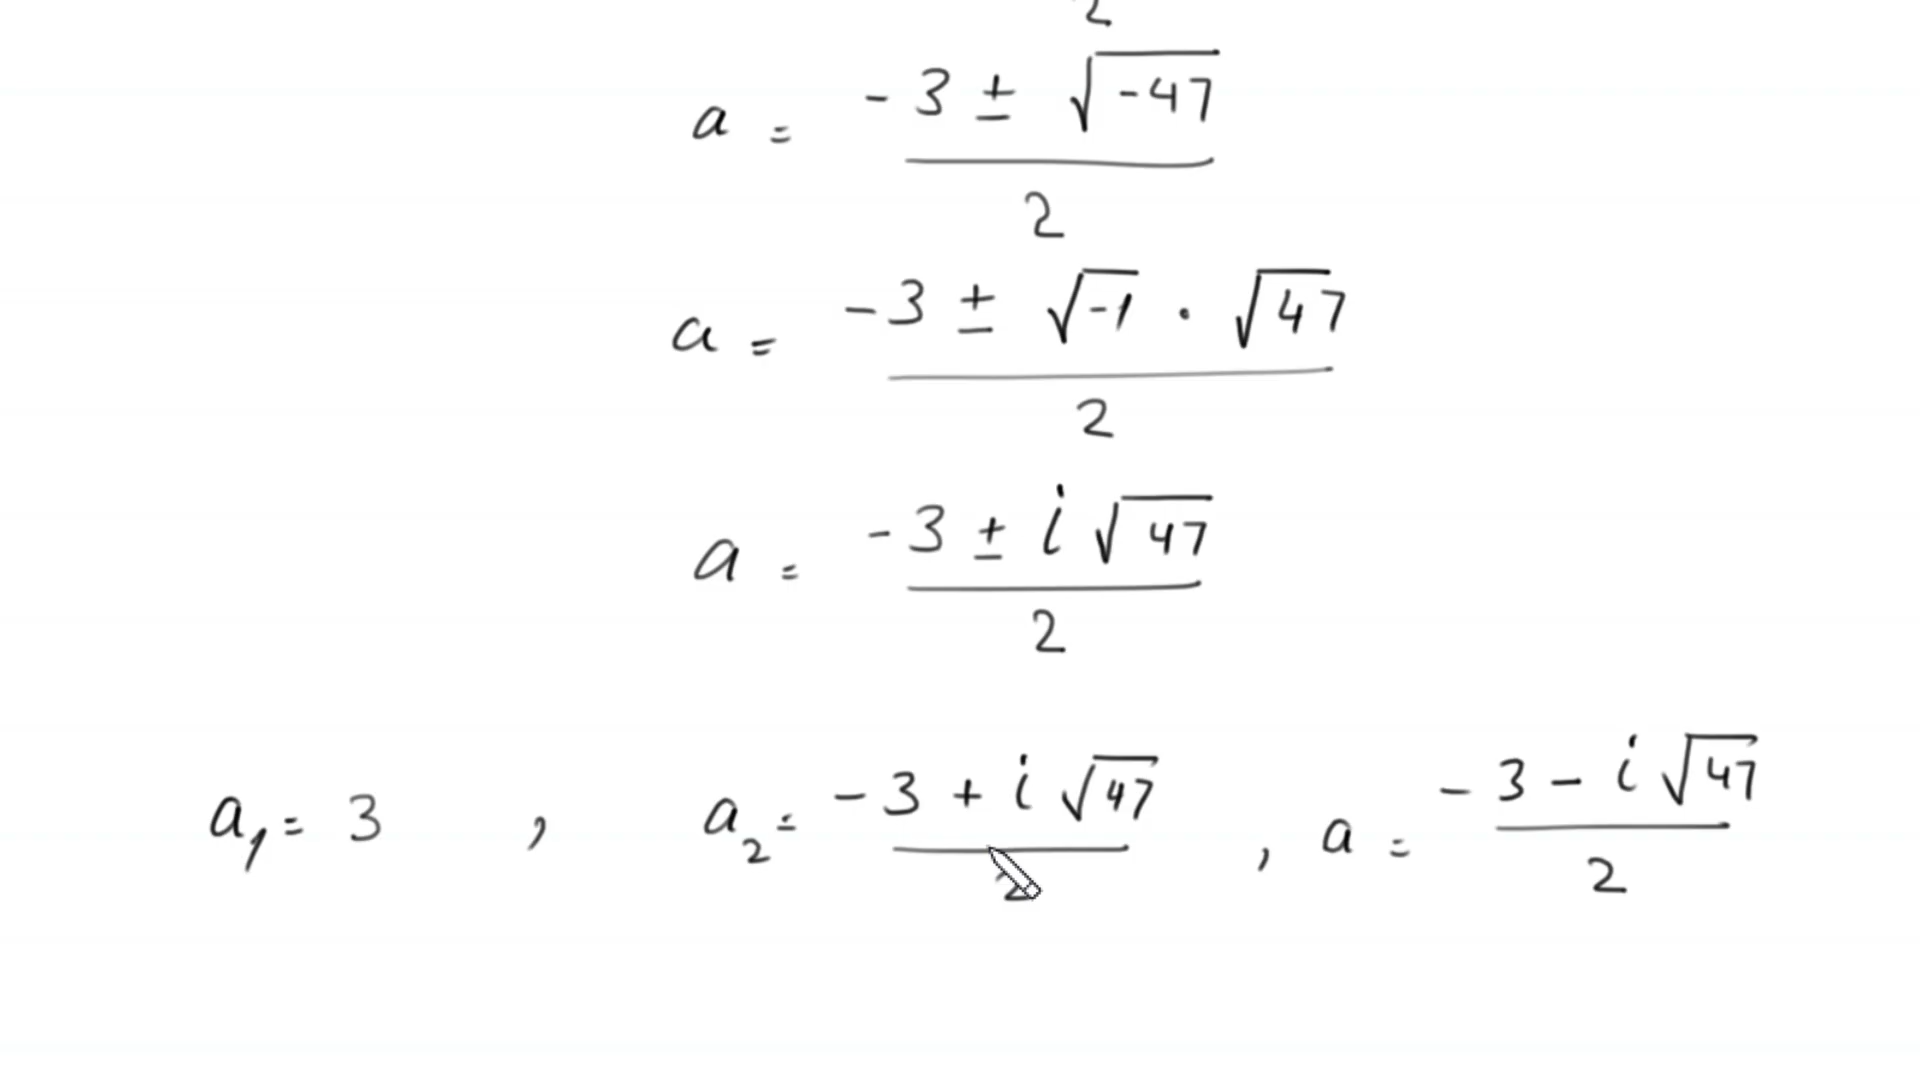 2
a = (-3 ± √-47) / 2
a = (-3 ± √-1 · √47) / 2
a = (-3 ± i √47) / 2
a₁ = 3 , a₂ = (-3 + i √47) / 2 , a = (-3 - i √47) / 2